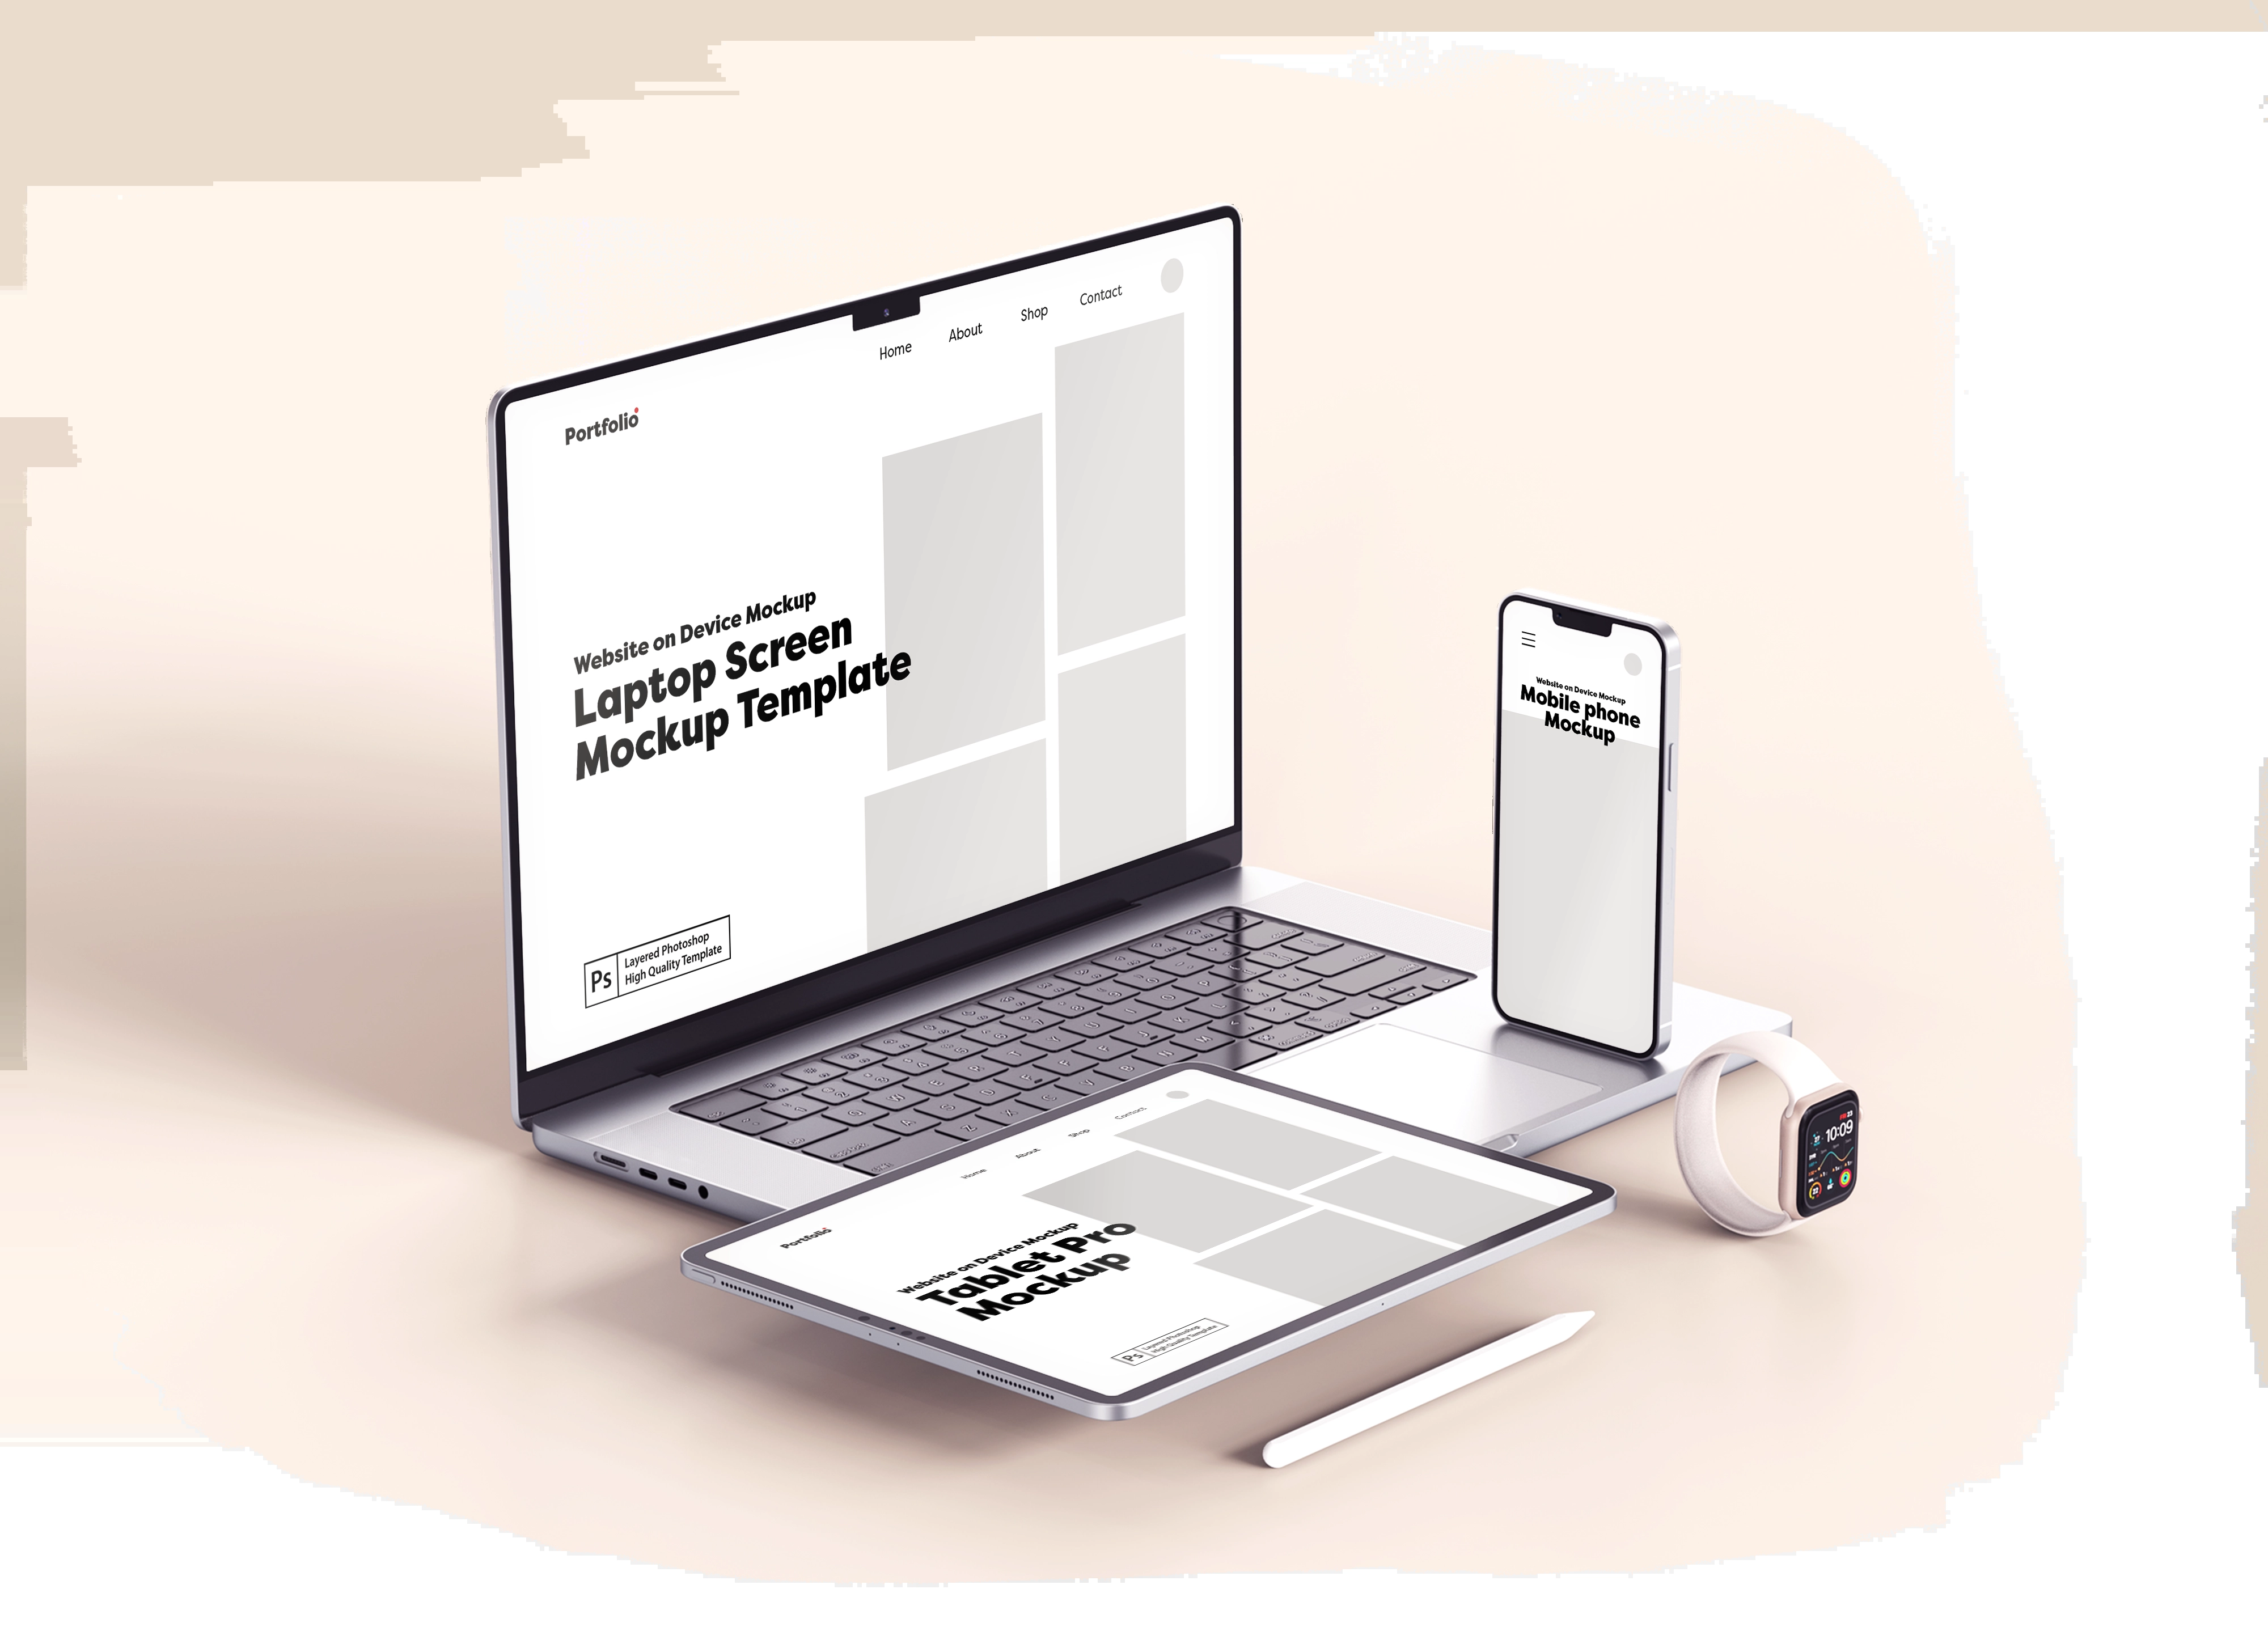 Home
About
Shop
Contact
Portfolio
Website on Device Mockup
Laptop Screen
Mockup Template
Ps
Layered Photoshop
High Quality Template
Website on Device Mockup
Mobile phone
Mockup
FRI 23
10:09
Home
About
Shop
Contact
Portfolio
Website on Device Mockup
Tablet Pro
Mockup
Ps
Layered Photoshop
High Quality Template